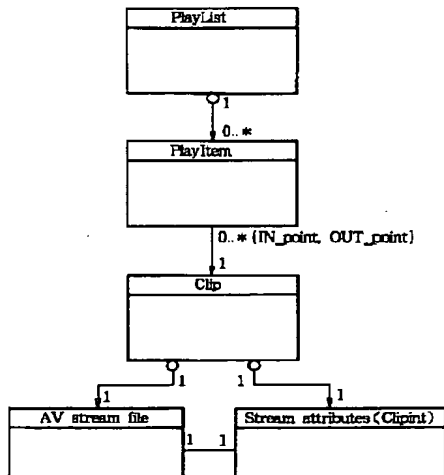 PlayList
1
0..*
PlayItem
0..* {IN_point, OUT_point}
1
Clip
1 1
1 1
AV stream file Stream attributes(Clipint)
1 1